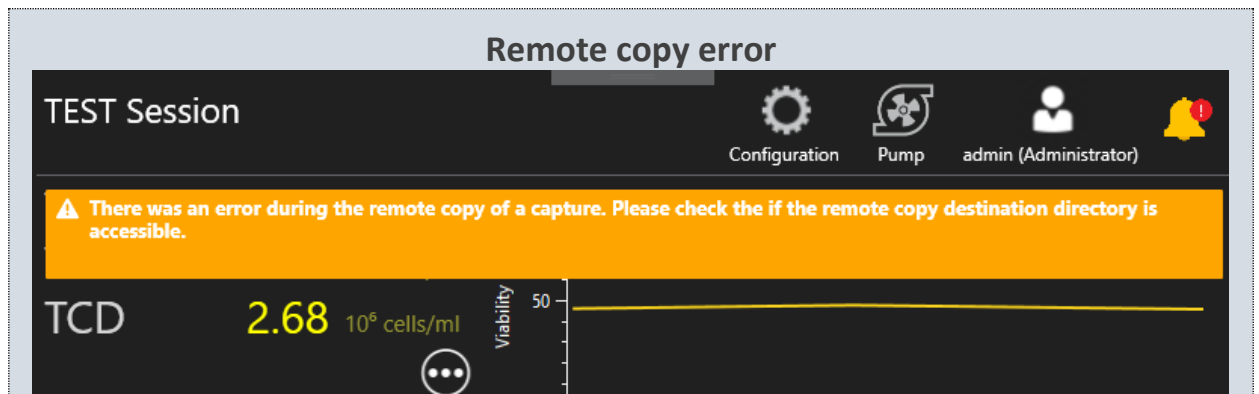 Remote copy error
TEST Session
Configuration
Pump
admin (Administrator)
There was an error during the remote copy of a capture. Please check the if the remote copy destination directory is
accessible.
TCD
2.68 10⁶ cells/ml
Viability
50